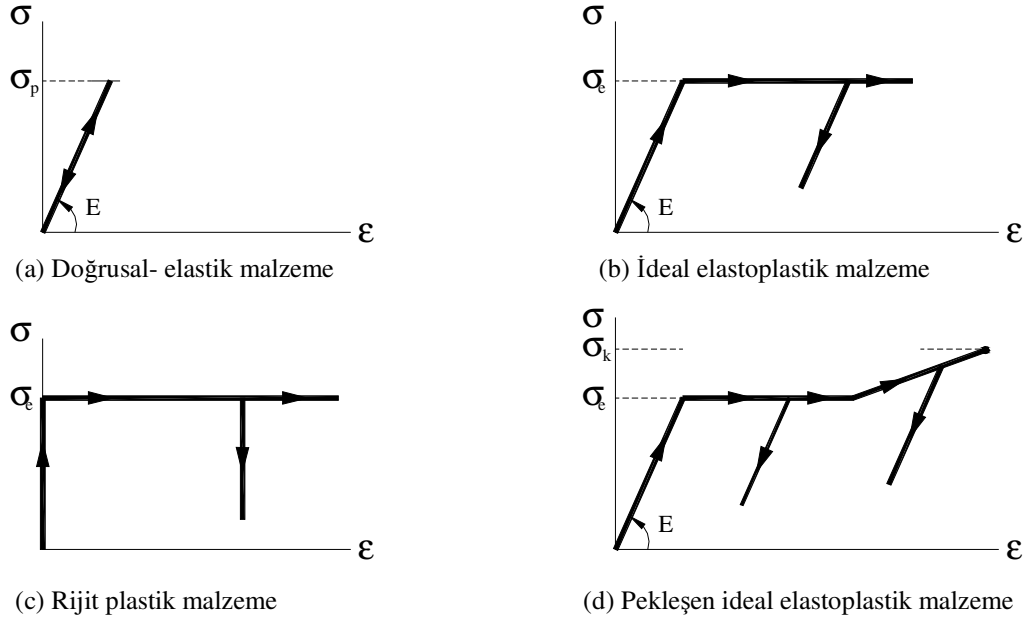 σ
σp
E
ε
(a) Doğrusal- elastik malzeme
σ
σe
E
ε
(b) İdeal elastoplastik malzeme
σ
σe
ε
(c) Rijit plastik malzeme
σ
σk
σe
E
ε
(d) Pekleşen ideal elastoplastik malzeme